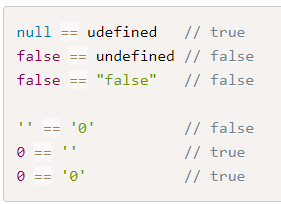 null == udefined   // true
false == undefined // false
false == "false"   // false
'' == '0'          // false
0 == ''            // true
0 == '0'           // true